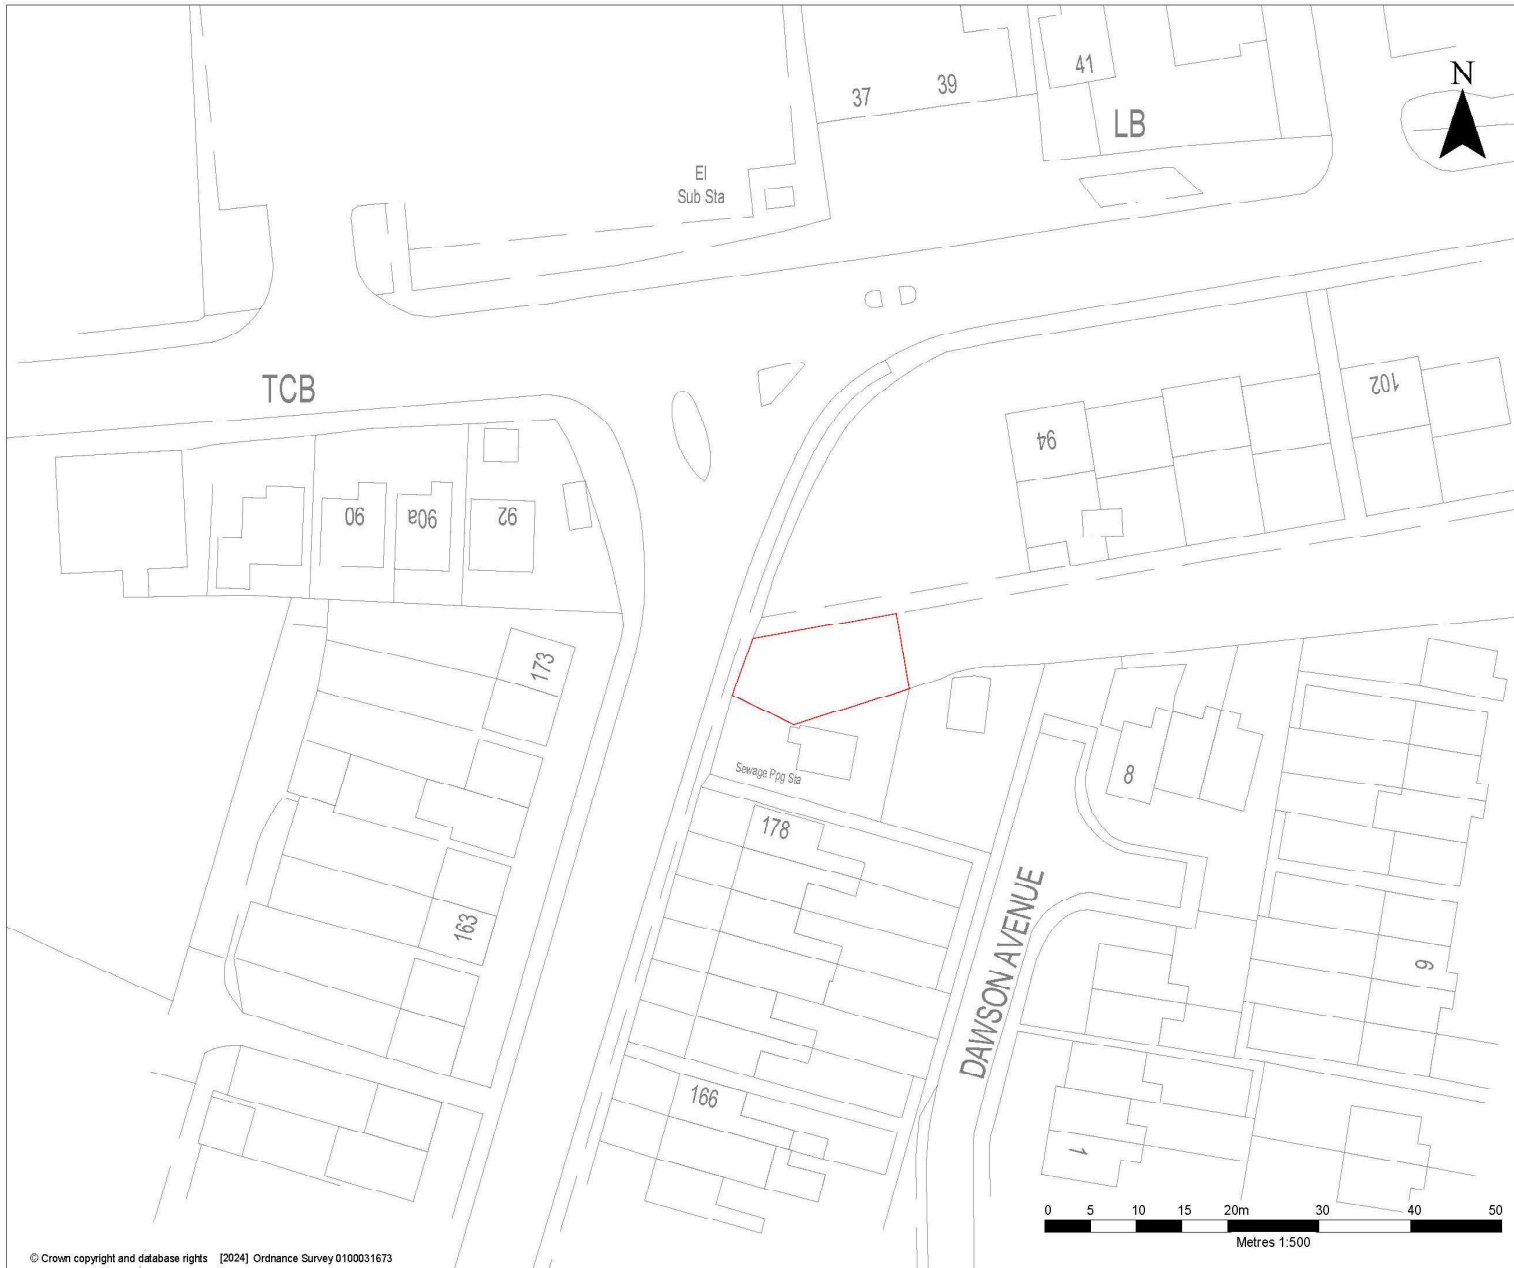 41
N
39
37
LB
El
Sub Sta
TCB
102
94
90
90a
92
173
8
Sewage Ppg Sta
178
163
DAWSON AVENUE
9
166
1
0 5 10 15 20m 30 40 50
Metres 1:500
© Crown copyright and database rights [2024] Ordnance Survey 0100031673